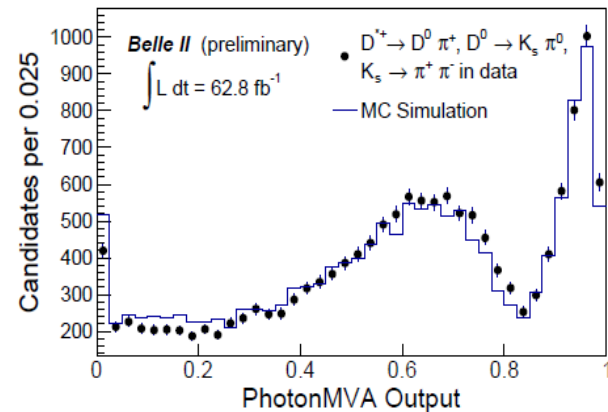 1000
900
800
700
600
500
400
300
200
Candidates per 0.025
Belle II (preliminary)
∫L dt = 62.8 fb⁻¹
D*⁺→ D⁰ π⁺, D⁰ → Kₛ π⁰,
Kₛ → π⁺ π⁻ in data
MC Simulation
0 0.2 0.4 0.6 0.8 1
PhotonMVA Output